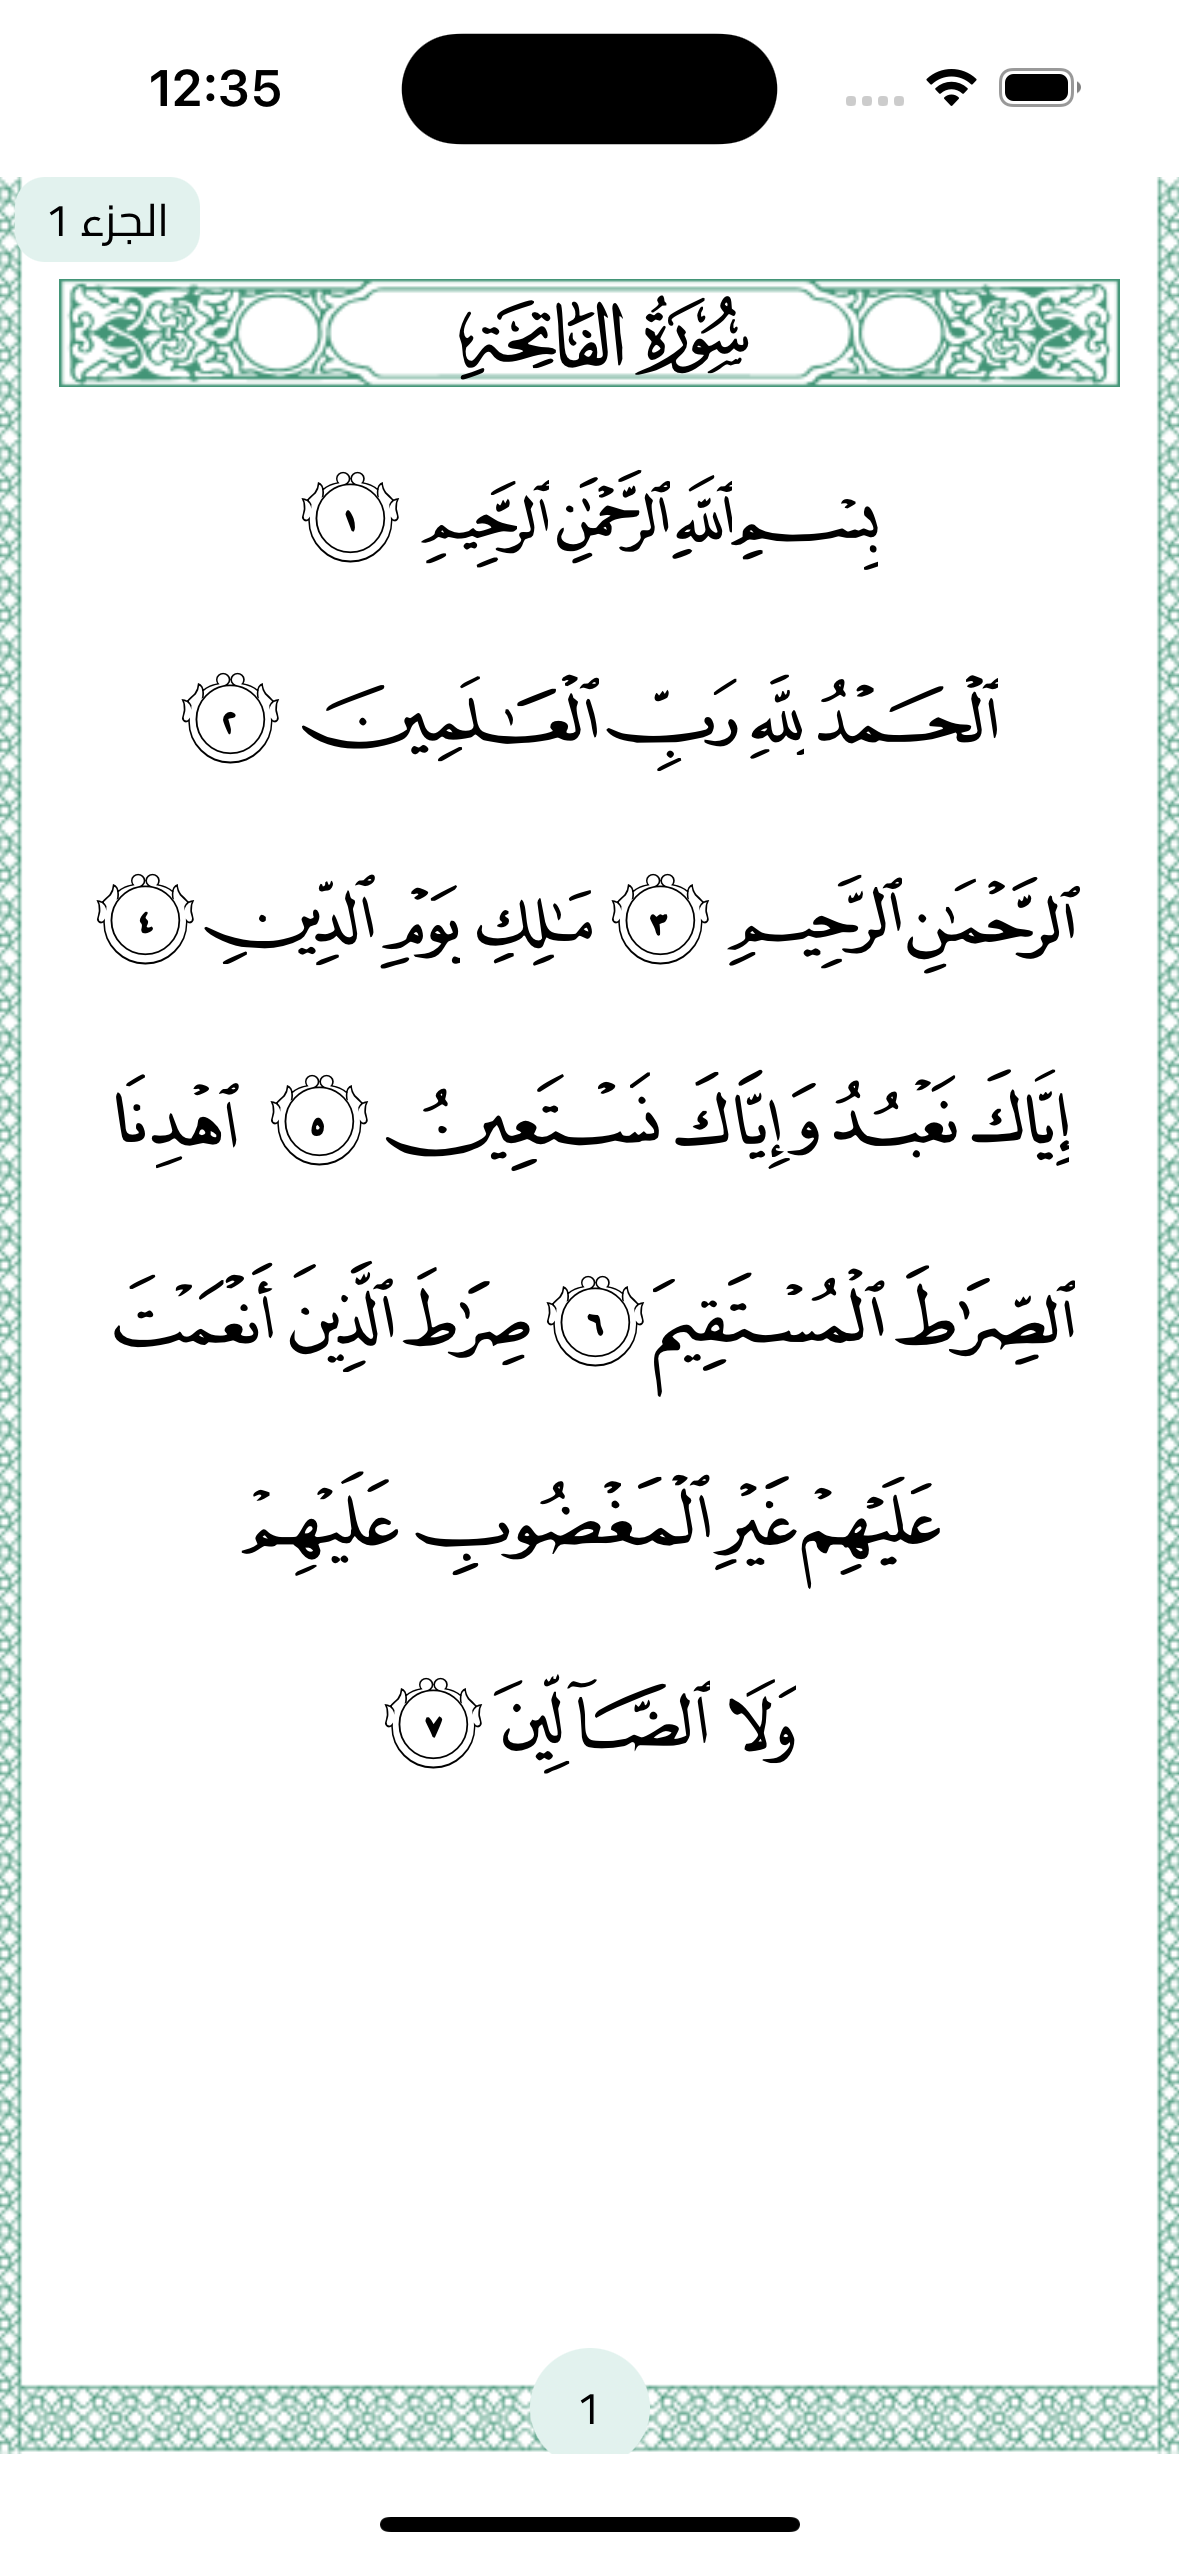 12:35
الجزء 1
سُورَةُ الفَاتِحَةِ
بِسْمِ ٱللَّهِ ٱلرَّحْمَٰنِ ٱلرَّحِيمِ ١
ٱلْحَمْدُ لِلَّهِ رَبِّ ٱلْعَٰلَمِينَ ٢
ٱلرَّحْمَٰنِ ٱلرَّحِيمِ ٣ مَٰلِكِ يَوْمِ ٱلدِّينِ ٤
إِيَّاكَ نَعْبُدُ وَإِيَّاكَ نَسْتَعِينُ ٥ ٱهْدِنَا
ٱلصِّرَٰطَ ٱلْمُسْتَقِيمَ ٦ صِرَٰطَ ٱلَّذِينَ أَنْعَمْتَ
عَلَيْهِمْ غَيْرِ ٱلْمَغْضُوبِ عَلَيْهِمْ
وَلَا ٱلضَّآلِّينَ ٧
1